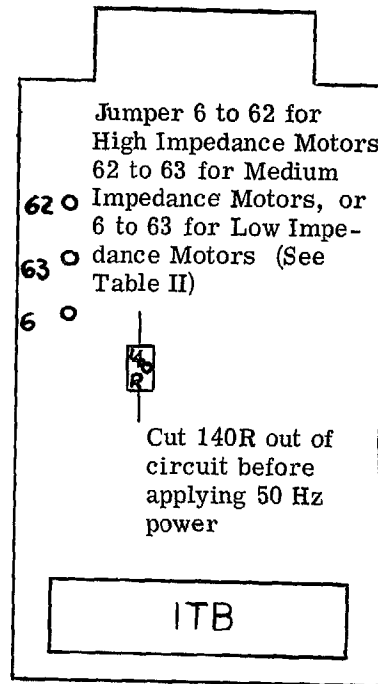 Jumper 6 to 62 for
High Impedance Motors
62 to 63 for Medium
Impedance Motors, or
6 to 63 for Low Impe-
dance Motors (See
Table II)
62
63
6
140
R
Cut 140R out of
circuit before
applying 50 Hz
power
ITB